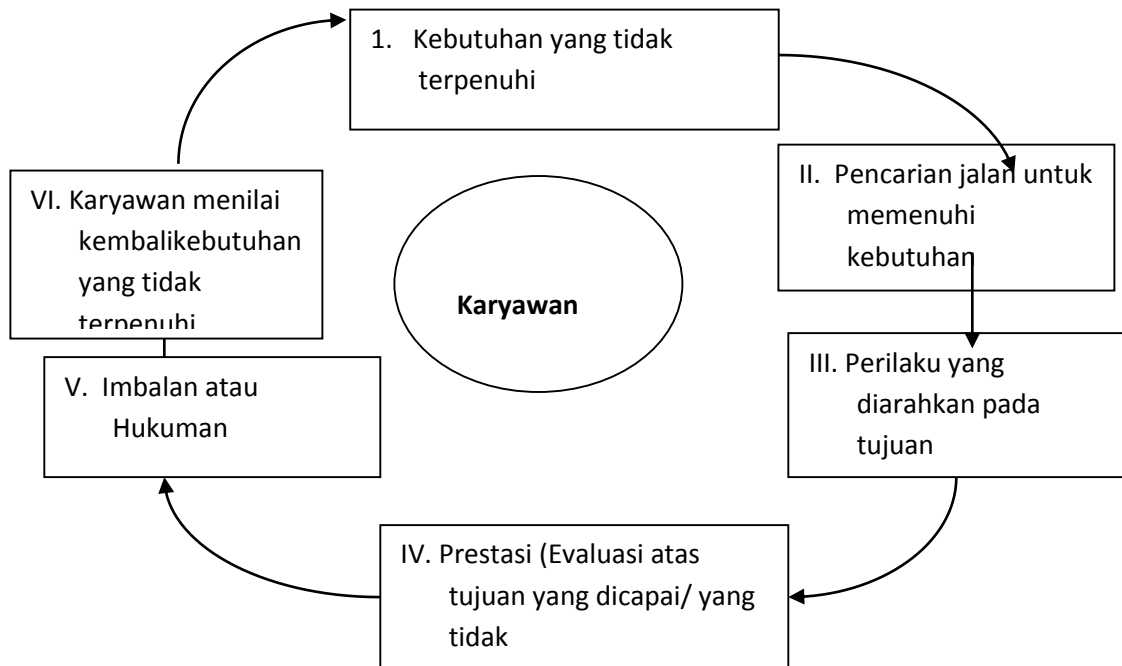 1. Kebutuhan yang tidak
terpenuhi
II. Pencarian jalan untuk
memenuhi
kebutuhan
III. Perilaku yang
diarahkan pada
tujuan
IV. Prestasi (Evaluasi atas
tujuan yang dicapai/ yang
tidak
V. Imbalan atau
Hukuman
VI. Karyawan menilai
kembalikebutuhan
yang tidak
terpenuhi
Karyawan